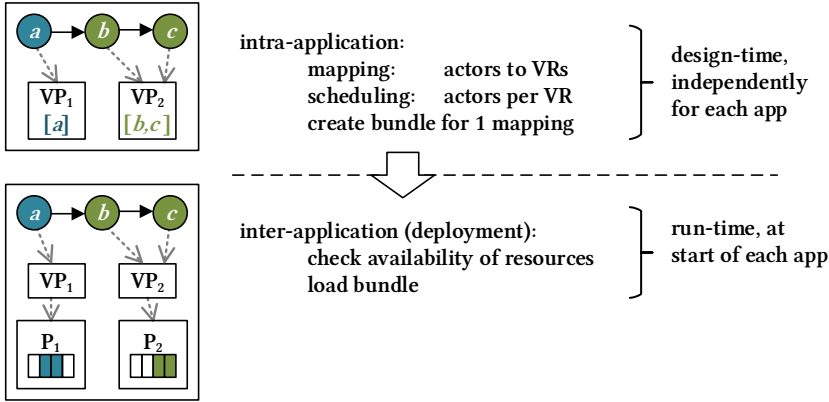 a b c
VP1 VP2
[a] [b,c]
intra-application:
mapping: actors to VRs
scheduling: actors per VR
create bundle for 1 mapping
design-time,
independently
for each app
a b c
VP1 VP2
P1 P2
inter-application (deployment):
check availability of resources
load bundle
run-time, at
start of each app